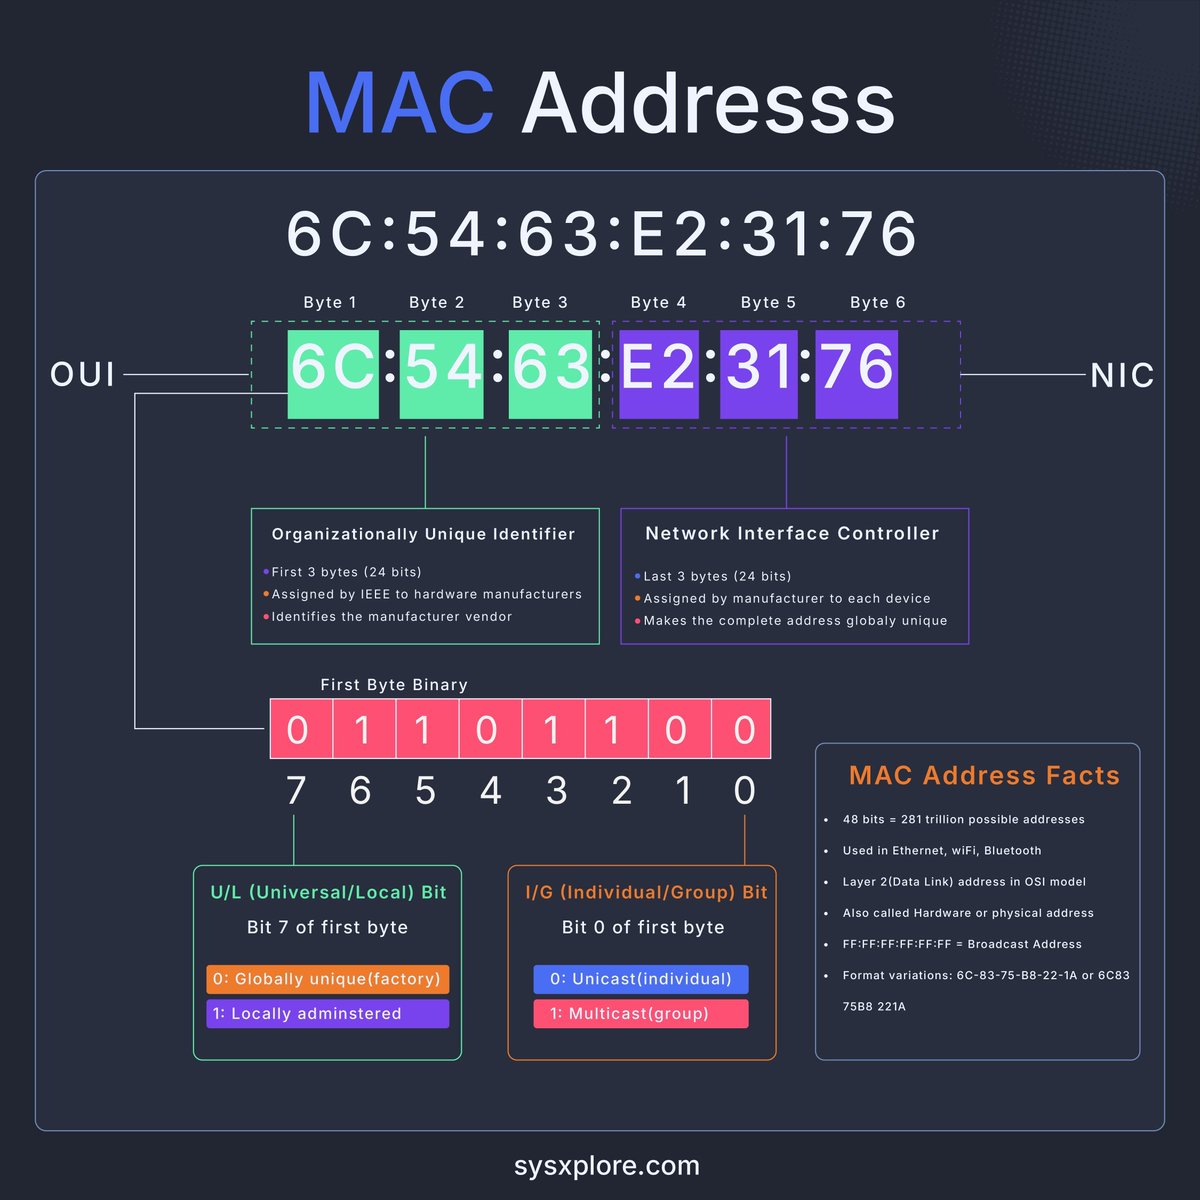 MAC Addresss
6C:54:63:E2:31:76
Byte 1 Byte 2 Byte 3 Byte 4 Byte 5 Byte 6
OUI 6C:54:63:E2:31:76 NIC
Organizationally Unique Identifier
First 3 bytes (24 bits)
Assigned by IEEE to hardware manufacturers
Identifies the manufacturer vendor
Network Interface Controller
Last 3 bytes (24 bits)
Assigned by manufacturer to each device
Makes the complete address globaly unique
First Byte Binary
0 1 1 0 1 1 0 0
7 6 5 4 3 2 1 0
U/L (Universal/Local) Bit
Bit 7 of first byte
0: Globally unique(factory)
1: Locally adminstered
I/G (Individual/Group) Bit
Bit 0 of first byte
0: Unicast(individual)
1: Multicast(group)
MAC Address Facts
• 48 bits = 281 trillion possible addresses
• Used in Ethernet, wiFi, Bluetooth
• Layer 2(Data Link) address in OSI model
• Also called Hardware or physical address
• FF:FF:FF:FF:FF:FF = Broadcast Address
• Format variations: 6C-83-75-B8-22-1A or 6C83
75B8 221A
sysxplore.com